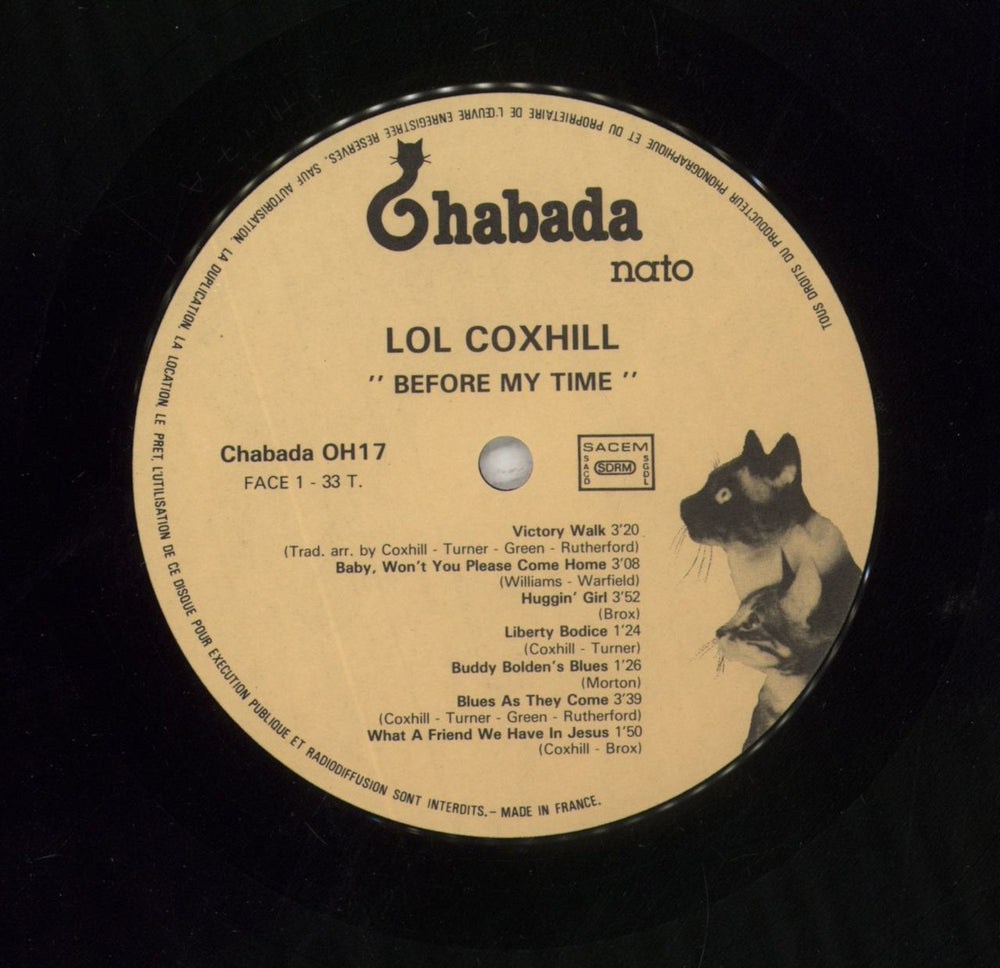 TOUS DROITS DU PRODUCTEUR PHONOGRAPHIQUE ET DU PROPRIETAIRE DE L'ŒUVRE ENREGISTREE RESERVES. SAUF AUTORISATION, LA DUPLICATION, LA LOCATION, LE PRET, L'UTILISATION DE CE DISQUE POUR EXECUTION PUBLIQUE ET RADIODIFFUSION SONT INTERDITS. - MADE IN FRANCE.
Chabada
nato
LOL COXHILL
" BEFORE MY TIME "
Chabada OH17
FACE 1 - 33 T.
SACEM
SACD
SDRM
SGDL
Victory Walk 3'20
(Trad. arr. by Coxhill - Turner - Green - Rutherford)
Baby, Won't You Please Come Home 3'08
(Williams - Warfield)
Huggin' Girl 3'52
(Brox)
Liberty Bodice 1'24
(Coxhill - Turner)
Buddy Bolden's Blues 1'26
(Morton)
Blues As They Come 3'39
(Coxhill - Turner - Green - Rutherford)
What A Friend We Have In Jesus 1'50
(Coxhill - Brox)